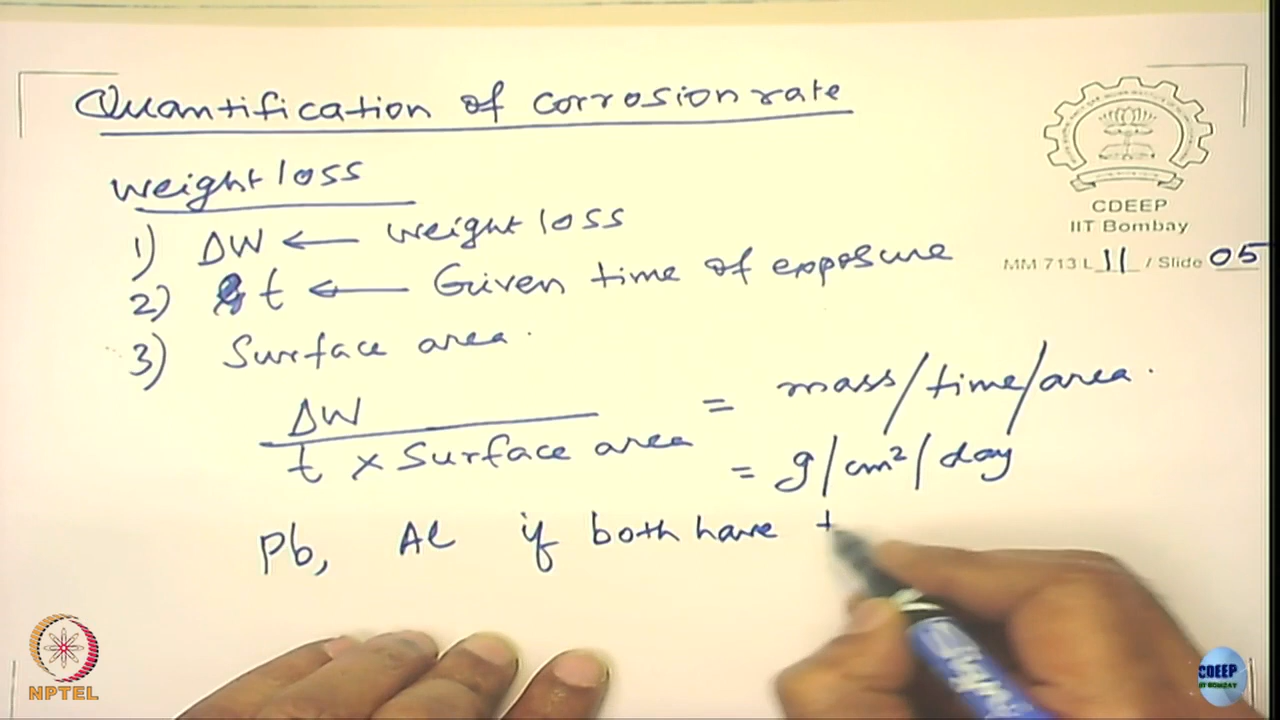 Quantification of corrosion rate
weight loss
1) ΔW ← weight loss
2) t ← Given time of exposure
3) Surface area.
ΔW
t × Surface area
= mass/time/area.
= g/cm²/day
Pb, Al if both have t
CDEEP
IIT Bombay
MM 713 L 11 / Slide 05
NPTEL
CDEEP
IIT BOMBAY